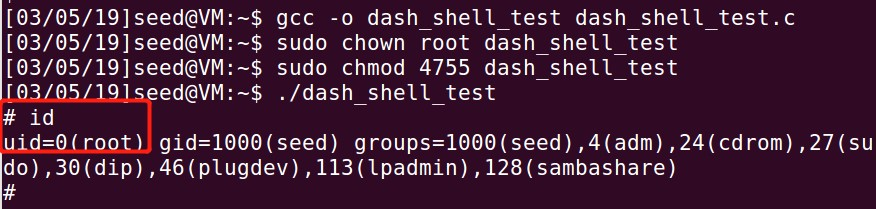 [03/05/19]seed@VM:~$ gcc -o dash_shell_test dash_shell_test.c
[03/05/19]seed@VM:~$ sudo chown root dash_shell_test
[03/05/19]seed@VM:~$ sudo chmod 4755 dash_shell_test
[03/05/19]seed@VM:~$ ./dash_shell_test
# id
uid=0(root) gid=1000(seed) groups=1000(seed),4(adm),24(cdrom),27(su
do),30(dip),46(plugdev),113(lpadmin),128(sambashare)
#